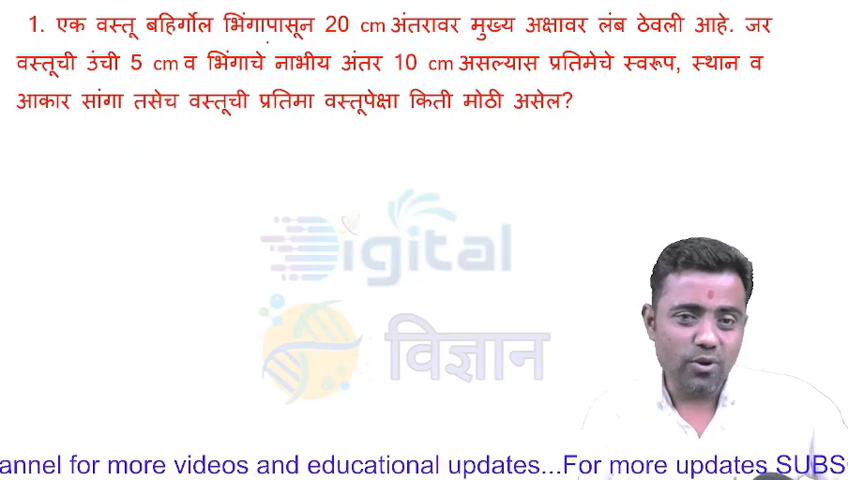 1. एक वस्तू बहिर्गोल भिंगापासून 20 cm अंतरावर मुख्य अक्षावर लंब ठेवली आहे. जर
वस्तूची उंची 5 cm व भिंगाचे नाभीय अंतर 10 cm असल्यास प्रतिमेचे स्वरूप, स्थान व
आकार सांगा तसेच वस्तूची प्रतिमा वस्तूपेक्षा किती मोठी असेल?
Digital
विज्ञान
annel for more videos and educational updates...For more updates SUBS